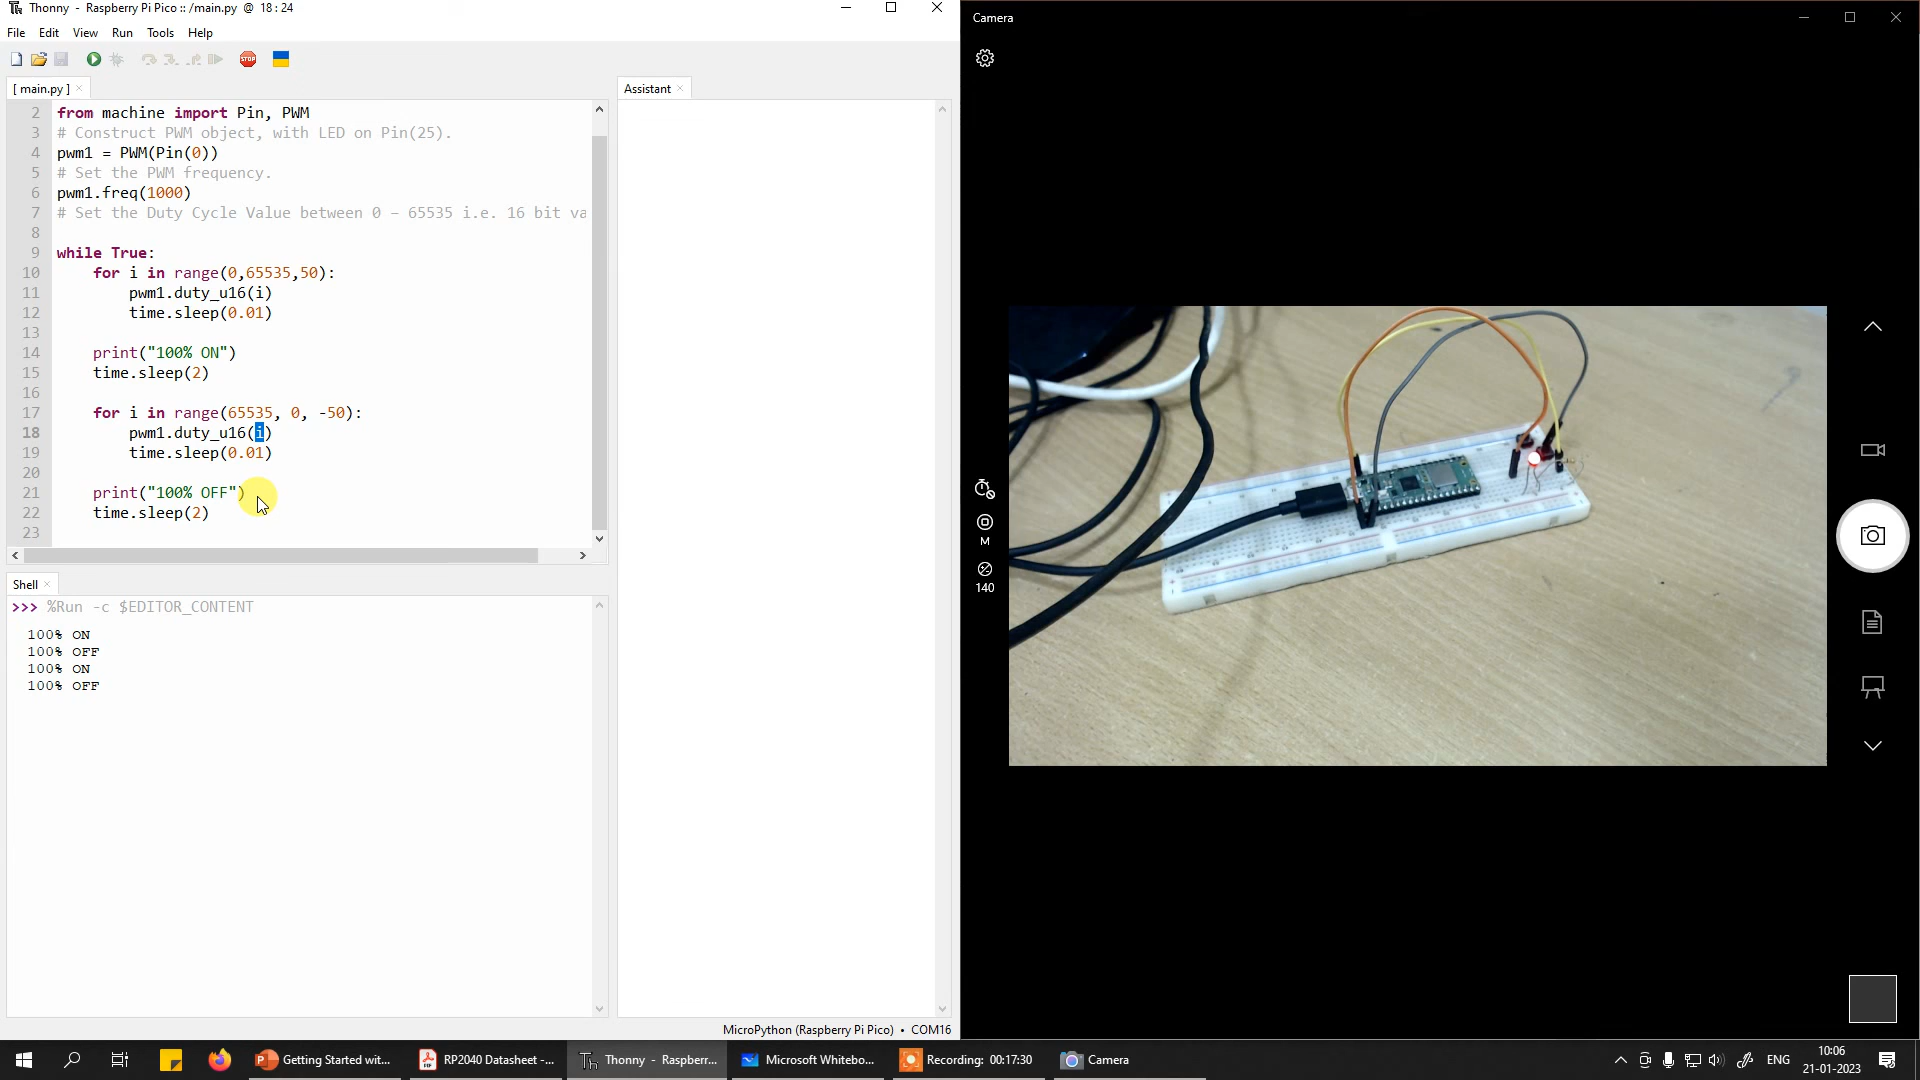 Thonny - Raspberry Pi Pico :: /main.py @ 18 : 24
File Edit View Run Tools Help
STOP
[ main.py ] ×
2 from machine import Pin, PWM
3 # Construct PWM object, with LED on Pin(25).
4 pwm1 = PWM(Pin(0))
5 # Set the PWM frequency.
6 pwm1.freq(1000)
7 # Set the Duty Cycle Value between 0 – 65535 i.e. 16 bit va
8
9 while True:
10 for i in range(0,65535,50):
11 pwm1.duty_u16(i)
12 time.sleep(0.01)
13
14 print("100% ON")
15 time.sleep(2)
16
17 for i in range(65535, 0, -50):
18 pwm1.duty_u16(i)
19 time.sleep(0.01)
20
21 print("100% OFF")
22 time.sleep(2)
23
Shell ×
>>> %Run -c $EDITOR_CONTENT
100% ON
100% OFF
100% ON
100% OFF
Assistant ×
MicroPython (Raspberry Pi Pico) • COM16
Camera
M
140
Getting Started wit...
RP2040 Datasheet -...
Thonny - Raspberr...
Microsoft Whitebo...
Recording: 00:17:30
Camera
ENG
10:06
21-01-2023